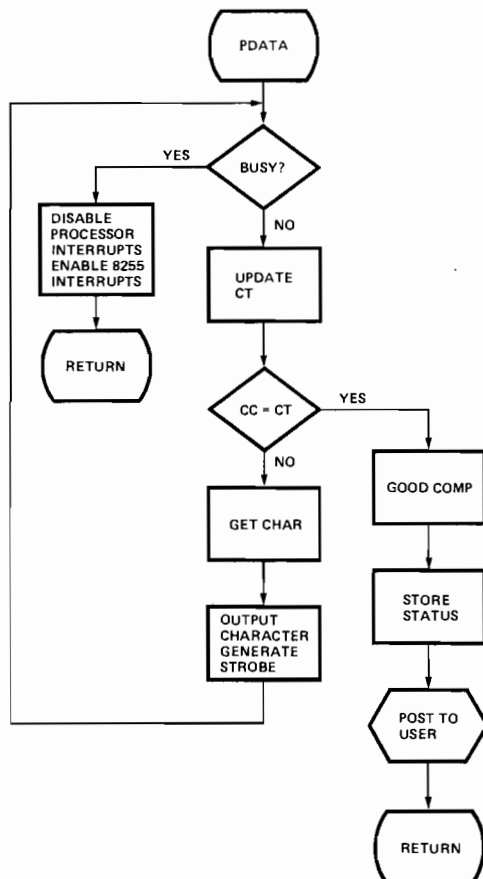 PDATA
BUSY?
YES
NO
DISABLE
PROCESSOR
INTERRUPTS
ENABLE 8255
INTERRUPTS
RETURN
UPDATE
CT
CC = CT
YES
NO
GET CHAR
OUTPUT
CHARACTER
GENERATE
STROBE
GOOD COMP
STORE
STATUS
POST TO
USER
RETURN